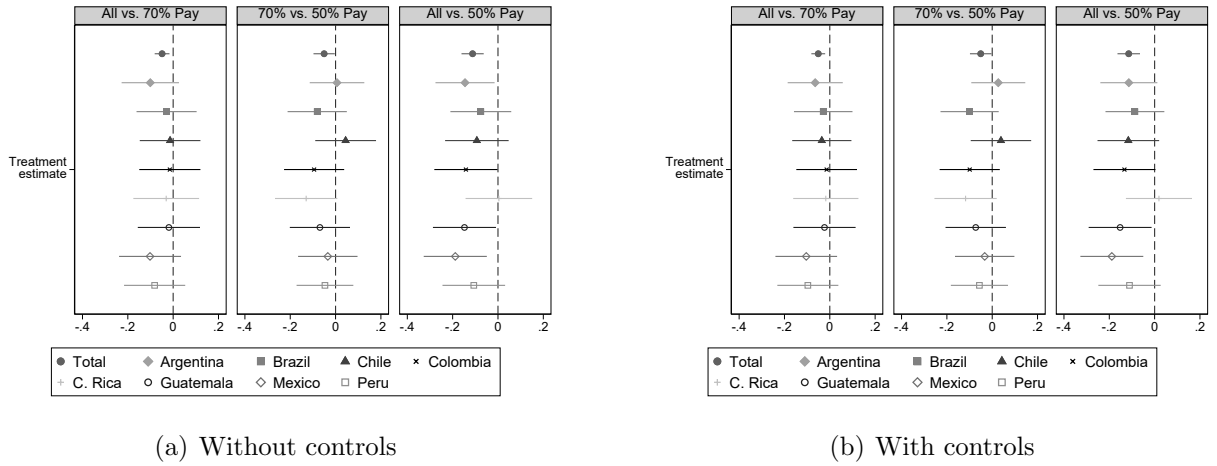 All vs. 70% Pay 70% vs. 50% Pay All vs. 50% Pay
Treatment
estimate
-.4 -.2 0 .2 -.4 -.2 0 .2 -.4 -.2 0 .2
Total Argentina Brazil Chile Colombia
C. Rica Guatemala Mexico Peru
(a) Without controls
All vs. 70% Pay 70% vs. 50% Pay All vs. 50% Pay
Treatment
estimate
-.4 -.2 0 .2 -.4 -.2 0 .2 -.4 -.2 0 .2
Total Argentina Brazil Chile Colombia
C. Rica Guatemala Mexico Peru
(b) With controls